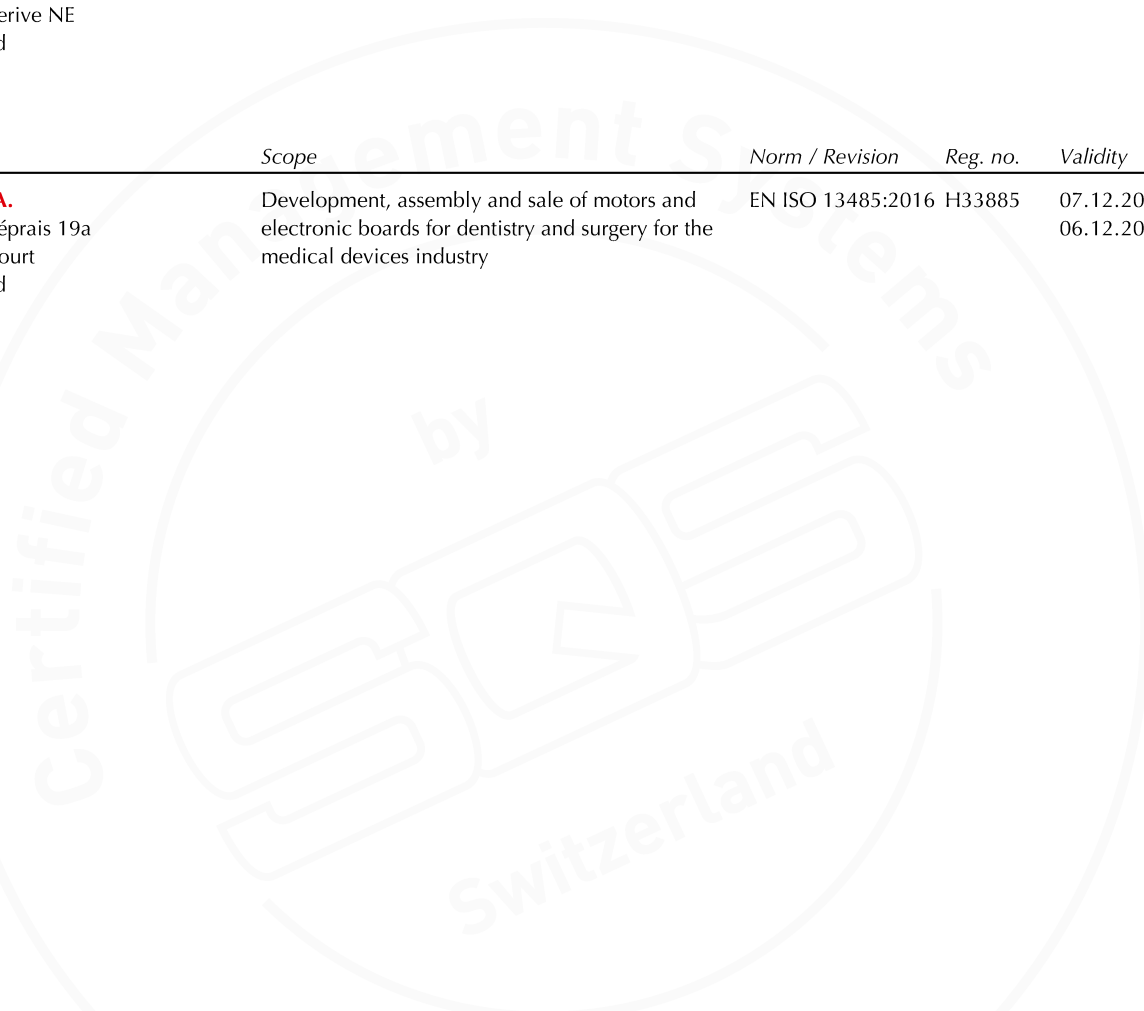 erive NE
d
Scope Norm / Revision Reg. no. Validity
A. Development, assembly and sale of motors and EN ISO 13485:2016 H33885 07.12.20
éprais 19a electronic boards for dentistry and surgery for the 06.12.20
ourt medical devices industry
d
Certified Management Systems
by
SQS
Switzerland